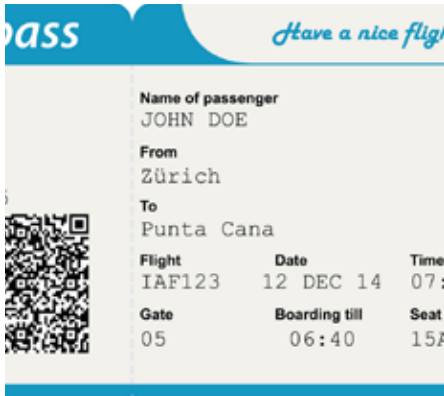 pass
Have a nice flight
Name of passenger
JOHN DOE
From
Zürich
To
Punta Cana
Flight Date Time
IAF123 12 DEC 14 07:
Gate Boarding till Seat
05 06:40 15A